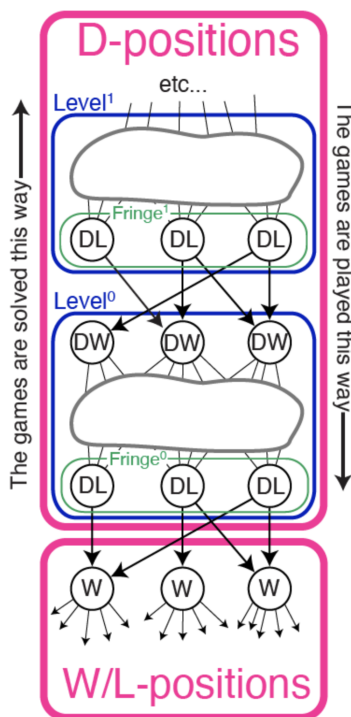 D-positions
etc...
Level¹
Fringe¹
DL DL DL
Level⁰
DW DW DW
Fringe⁰
DL DL DL
W W W
W/L-positions
The games are solved this way
The games are played this way